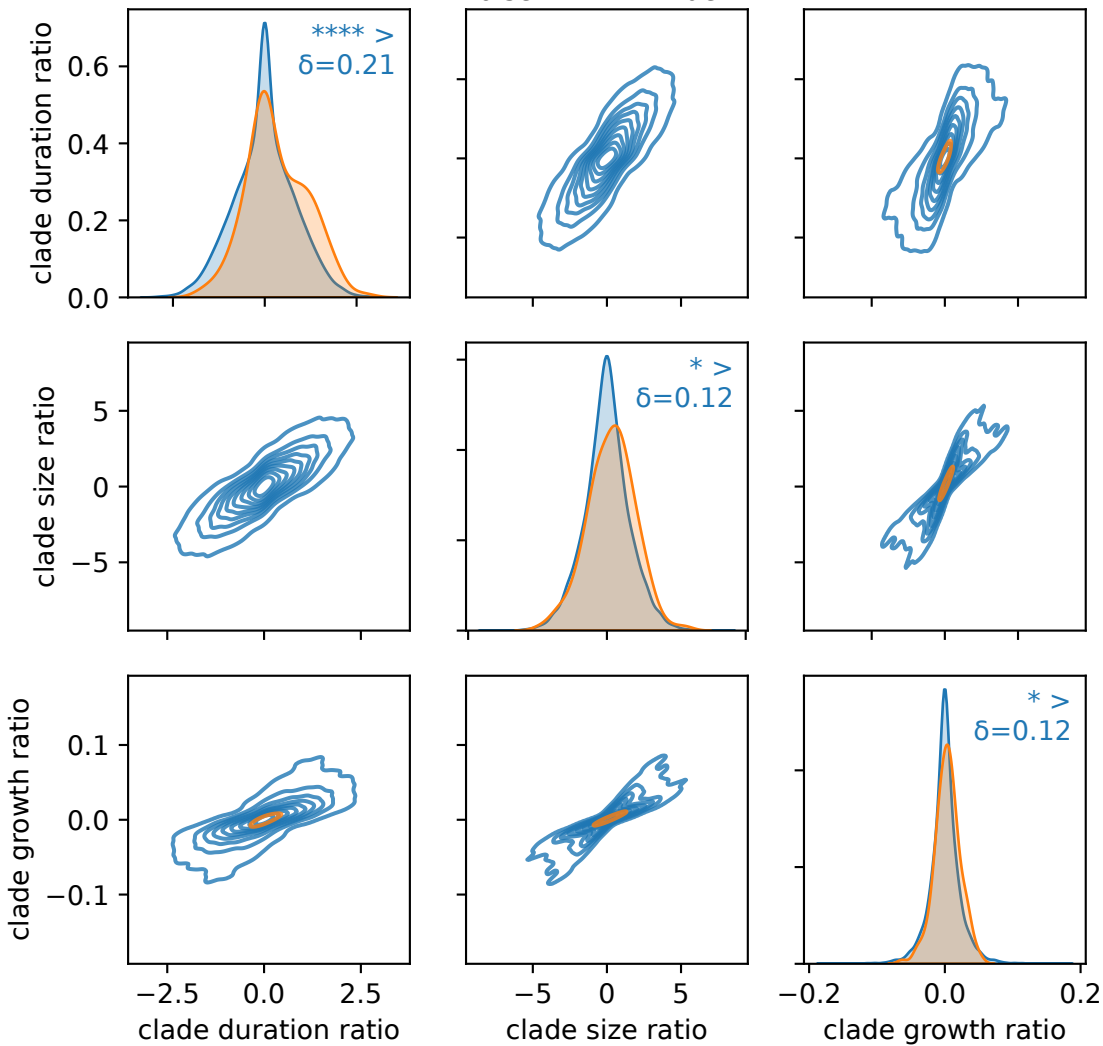 clade duration ratio
0.6
0.4
0.2
0.0
**** >
δ=0.21
clade size ratio
5
0
−5
* >
δ=0.12
clade growth ratio
0.1
0.0
−0.1
* >
δ=0.12
−2.5 0.0 2.5
−5 0 5
−0.2 0.0 0.2
clade duration ratio
clade size ratio
clade growth ratio